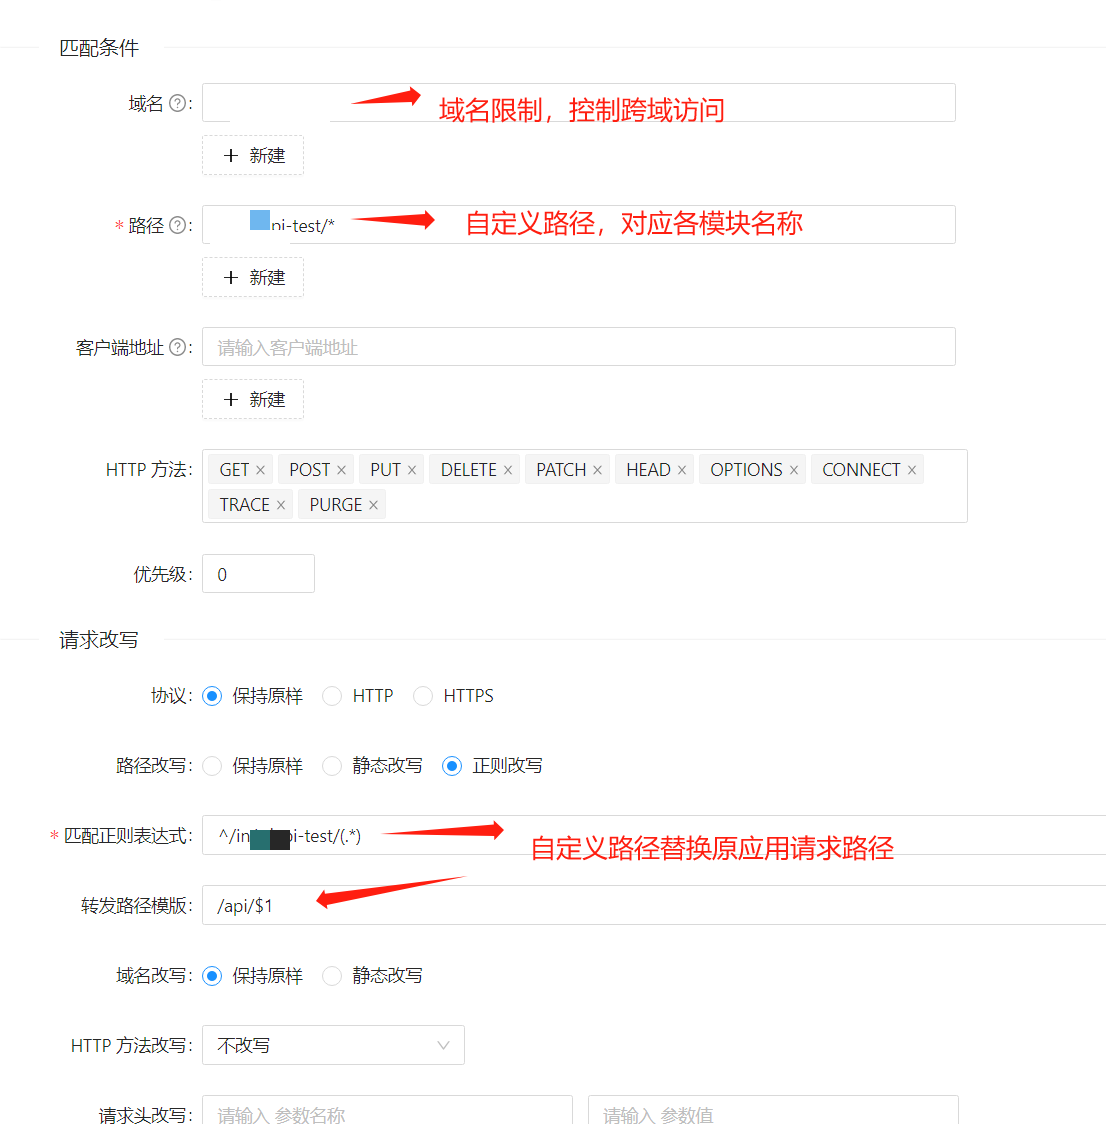 匹配条件
域名 ?:
域名限制，控制跨域访问
+ 新建
* 路径 ?: pi-test/*
自定义路径，对应各模块名称
+ 新建
客户端地址 ?: 请输入客户端地址
+ 新建
HTTP 方法: GET × POST × PUT × DELETE × PATCH × HEAD × OPTIONS × CONNECT ×
TRACE × PURGE ×
优先级: 0
请求改写
协议: 保持原样 HTTP HTTPS
路径改写: 保持原样 静态改写 正则改写
* 匹配正则表达式: ^/in pi-test/(.*)
自定义路径替换原应用请求路径
转发路径模版: /api/$1
域名改写: 保持原样 静态改写
HTTP 方法改写: 不改写
请求头改写: 请输入 参数名称 请输入 参数值